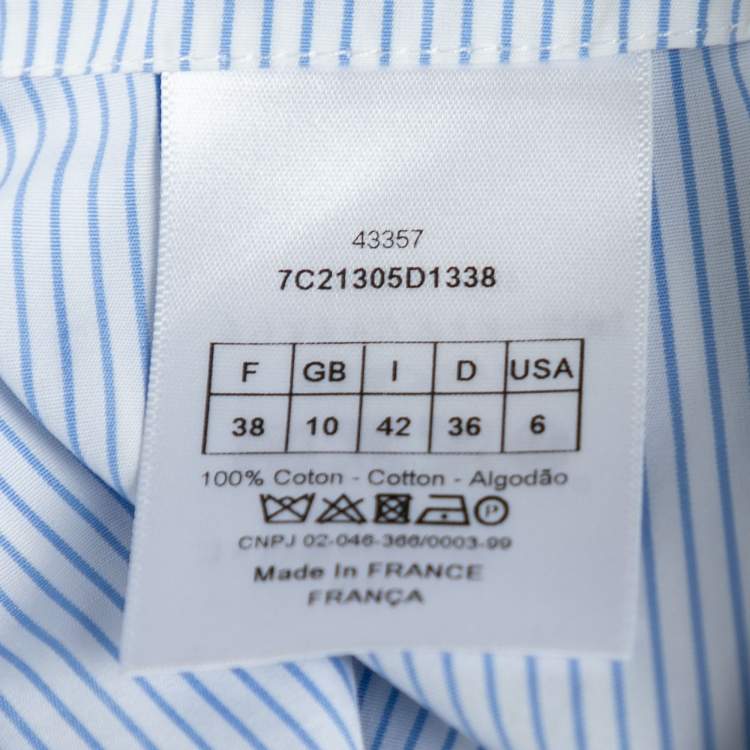 43357
7C21305D1338
F GB I D USA
38 10 42 36 6
100% Coton - Cotton - Algodão
P
CNPJ 02-046-366/0003-99
Made In FRANCE
FRANÇA